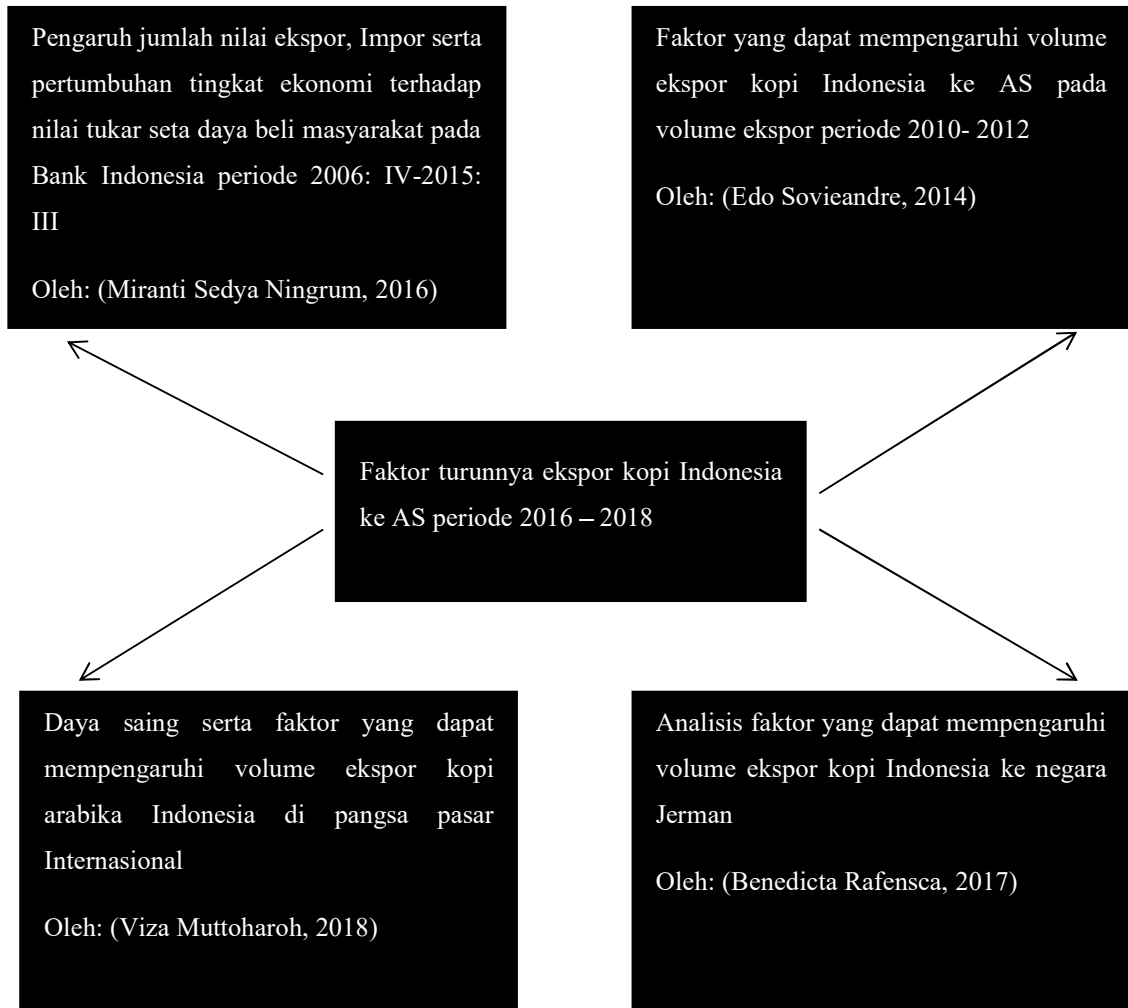 Pengaruh jumlah nilai ekspor, Impor serta
pertumbuhan tingkat ekonomi terhadap
nilai tukar seta daya beli masyarakat pada
Bank Indonesia periode 2006: IV-2015:
III
Oleh: (Miranti Sedya Ningrum, 2016)
Faktor yang dapat mempengaruhi volume
ekspor kopi Indonesia ke AS pada
volume ekspor periode 2010- 2012
Oleh: (Edo Sovieandre, 2014)
Faktor turunnya ekspor kopi Indonesia
ke AS periode 2016 – 2018
Daya saing serta faktor yang dapat
mempengaruhi volume ekspor kopi
arabika Indonesia di pangsa pasar
Internasional
Oleh: (Viza Muttoharoh, 2018)
Analisis faktor yang dapat mempengaruhi
volume ekspor kopi Indonesia ke negara
Jerman
Oleh: (Benedicta Rafensca, 2017)